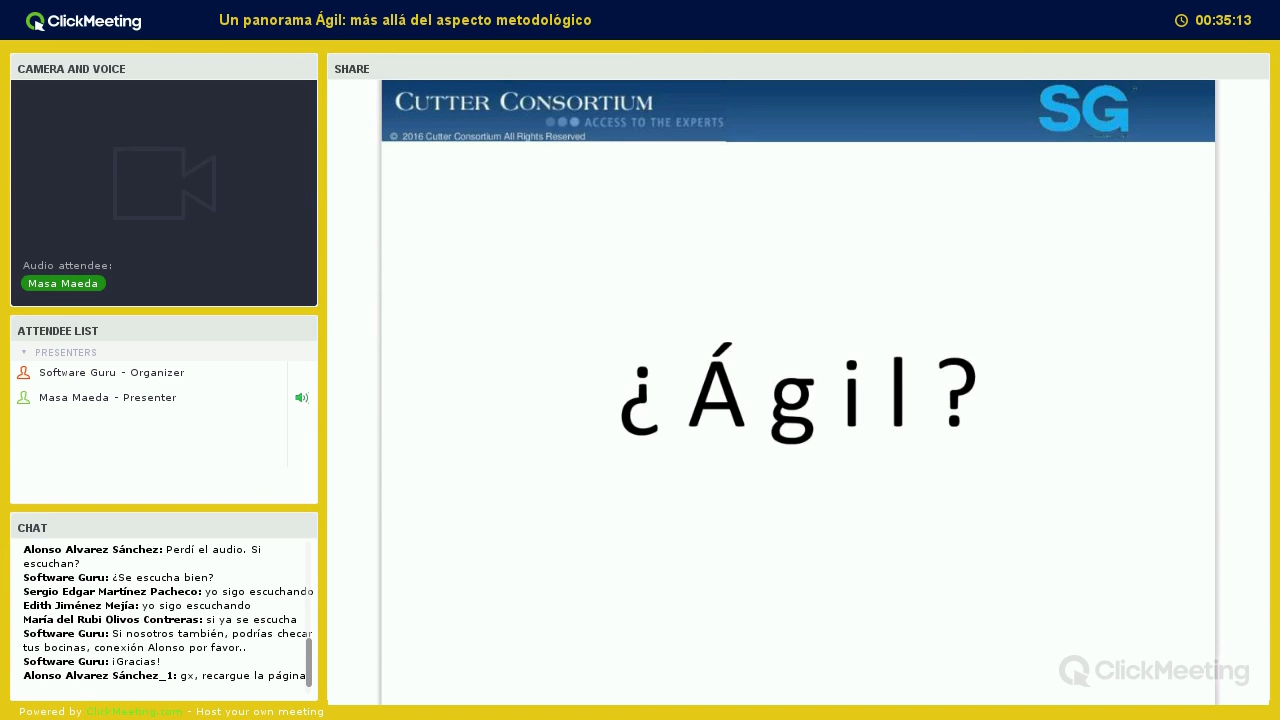 ClickMeeting
Un panorama Ágil: más allá del aspecto metodológico
00:35:13
CAMERA AND VOICE
Audio attendee:
Masa Maeda
ATTENDEE LIST
PRESENTERS
Software Guru - Organizer
Masa Maeda - Presenter
CHAT
Alonso Alvarez Sánchez: Perdí el audio. Si
escuchan?
Software Guru: ¿Se escucha bien?
Sergio Edgar Martínez Pacheco: yo sigo escuchando
Edith Jiménez Mejía: yo sigo escuchando
María del Rubi Olivos Contreras: si ya se escucha
Software Guru: Si nosotros también, podrías checar
tus bocinas, conexión Alonso por favor..
Software Guru: ¡Gracias!
Alonso Alvarez Sánchez_1: gx, recargue la página
Powered by ClickMeeting.com - Host your own meeting
SHARE
CUTTER CONSORTIUM
ACCESS TO THE EXPERTS
© 2016 Cutter Consortium All Rights Reserved
SG
¿Ágil?
ClickMeeting